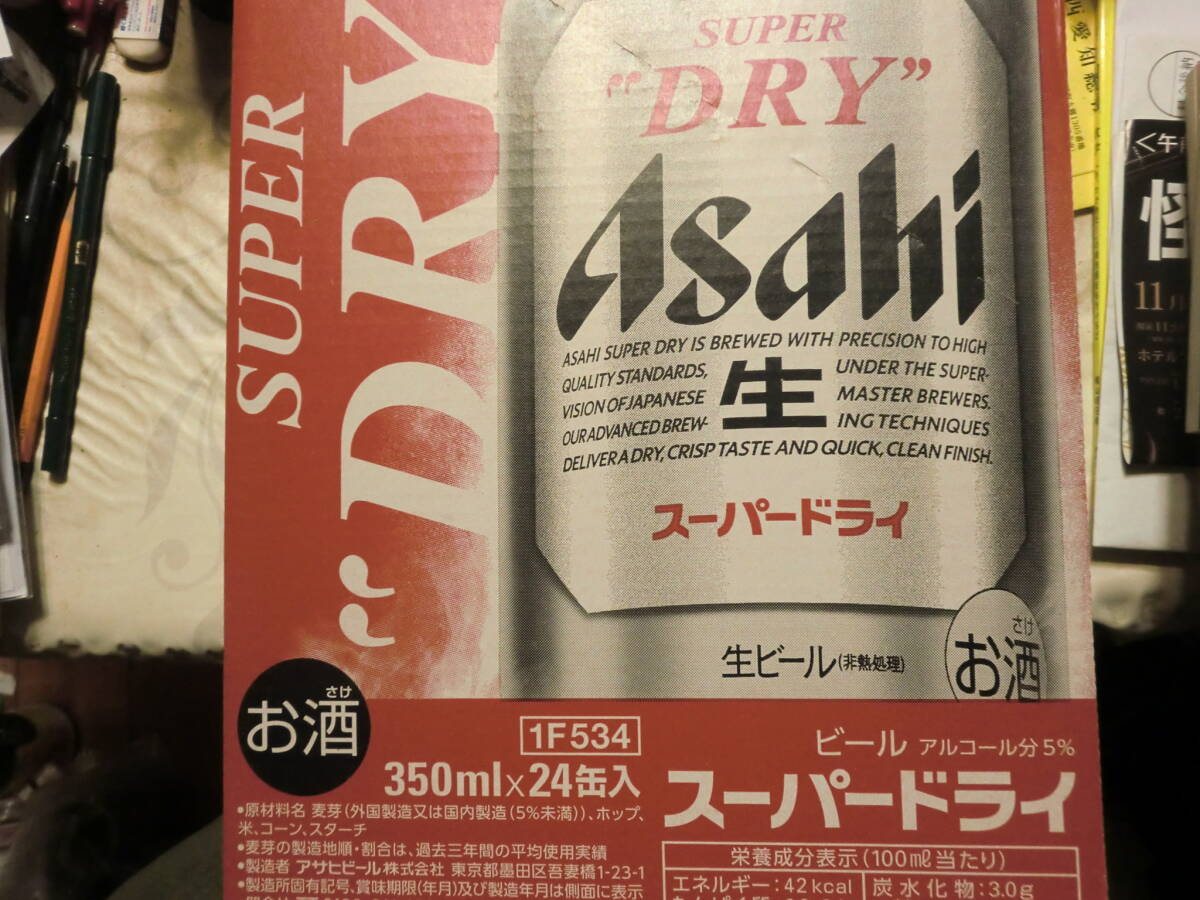 SUPER
"DRY
SUPER
"DRY"
Asahi
ASAHI SUPER DRY IS BREWED WITH PRECISION TO HIGH
QUALITY STANDARDS, UNDER THE SUPER-
VISION OF JAPANESE MASTER BREWERS.
生
OUR ADVANCED BREW- ING TECHNIQUES
DELIVER A DRY, CRISP TASTE AND QUICK, CLEAN FINISH.
スーパードライ
生ビール(非熱処理)
さけ
お酒
さけ
お酒
1F534
350ml×24缶入
ビール アルコール分5%
スーパードライ
•原材料名 麦芽(外国製造又は国内製造(5%未満))、ホップ、
米、コーン、スターチ
•麦芽の製造地順・割合は、過去三年間の平均使用実績
•製造者 アサヒビール株式会社 東京都墨田区吾妻橋1-23-1
•製造所固有記号、賞味期限(年月)及び製造年月は側面に表示
栄養成分表示(100ml当たり)
エネルギー:42kcal
炭水化物:3.0g
西愛知総
怪
11月
ホテル